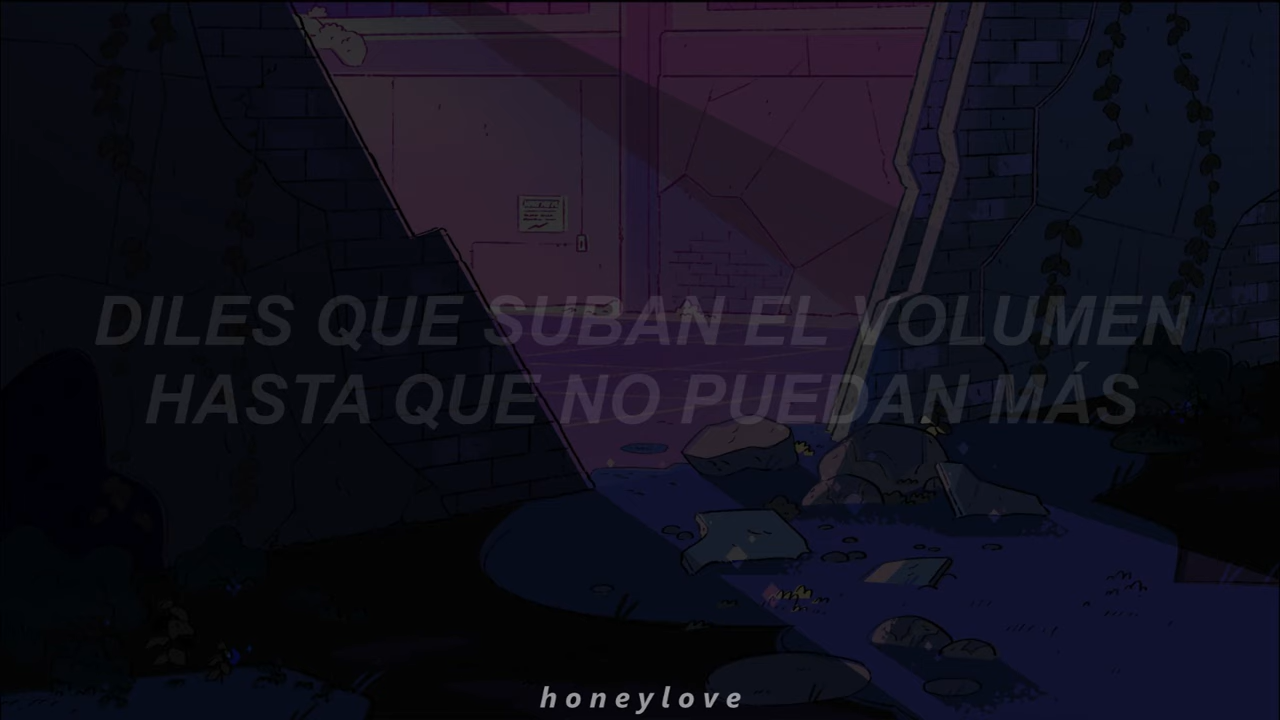 DILES QUE SUBAN EL VOLUMEN
HASTA QUE NO PUEDAN MÁS
honeylove